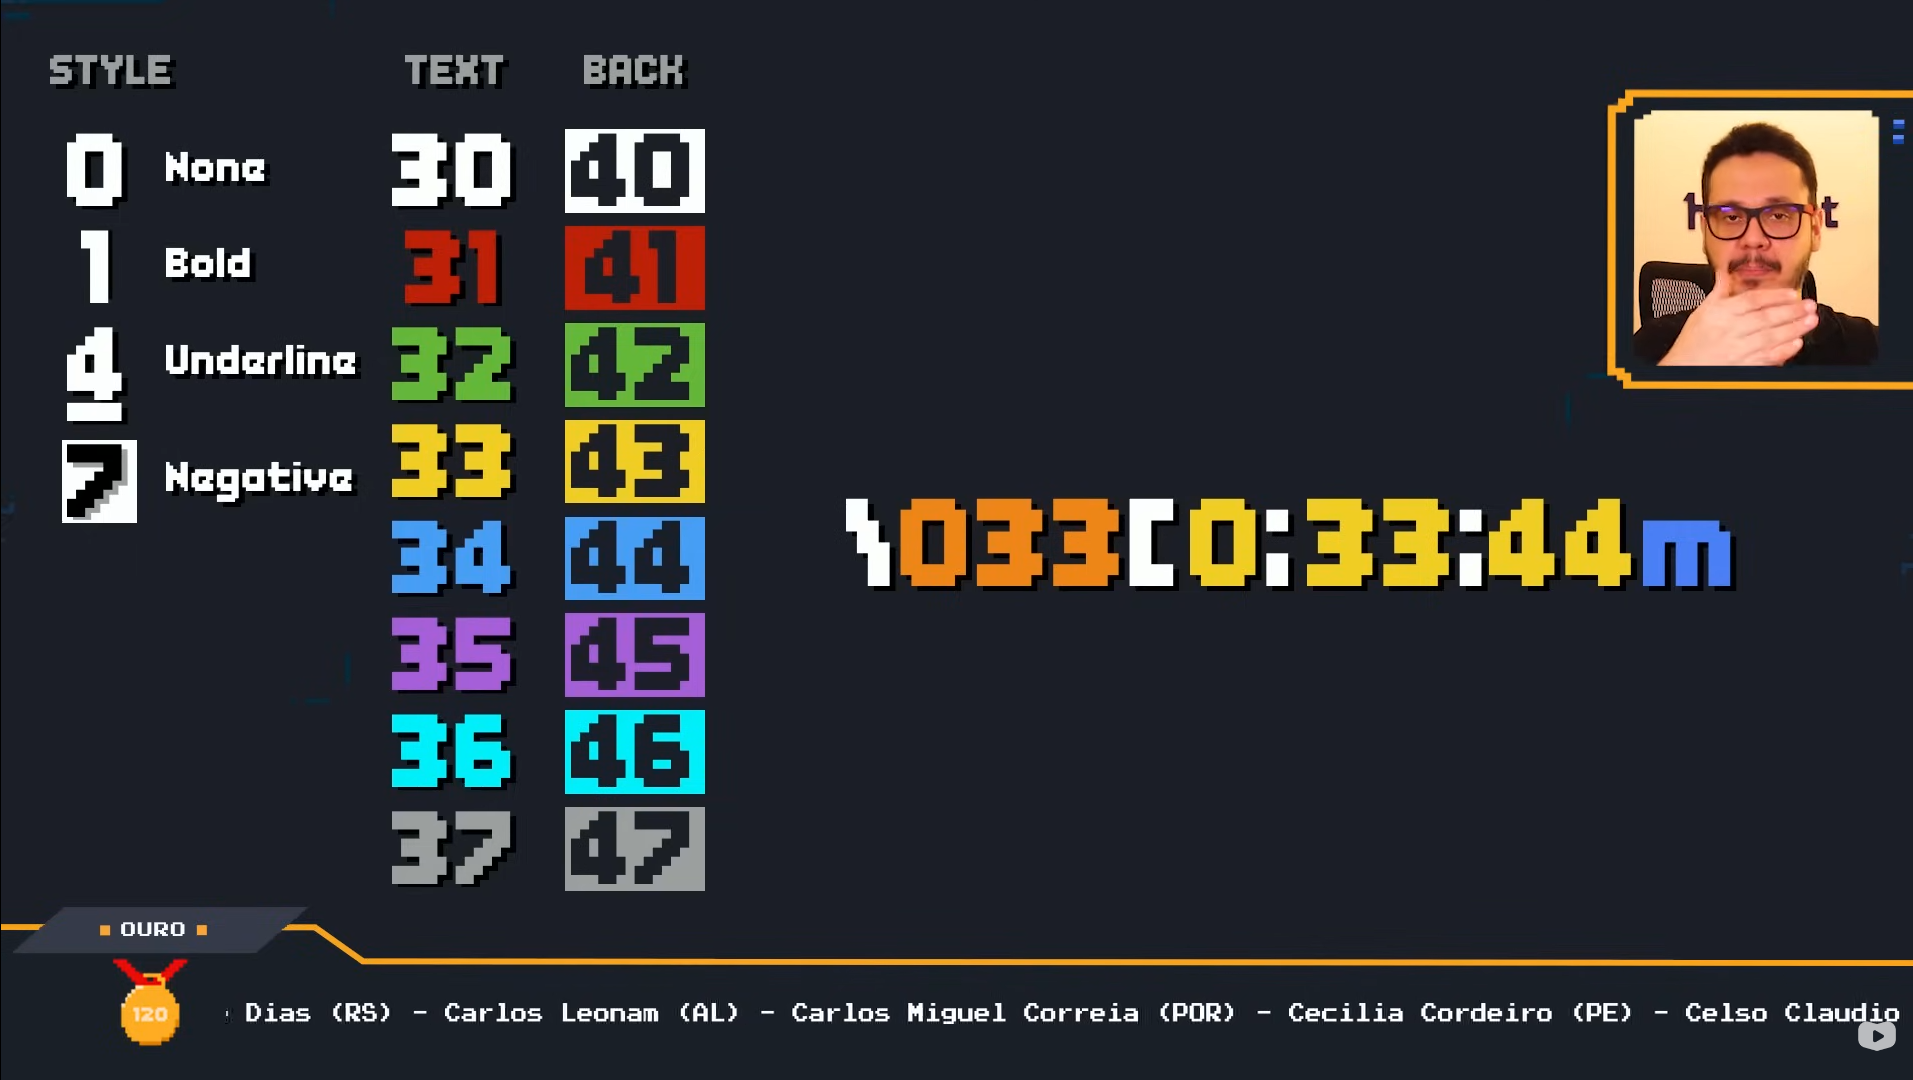 STYLE TEXT BACK
0 None 30 40
1 Bold 31 41
4 Underline 32 42
7 Negative 33 43
34 44
35 45
36 46
37 47
\033[0:33:44m
OURO
120
Dias (RS) - Carlos Leonam (AL) - Carlos Miguel Correia (POR) - Cecilia Cordeiro (PE) - Celso Claudio